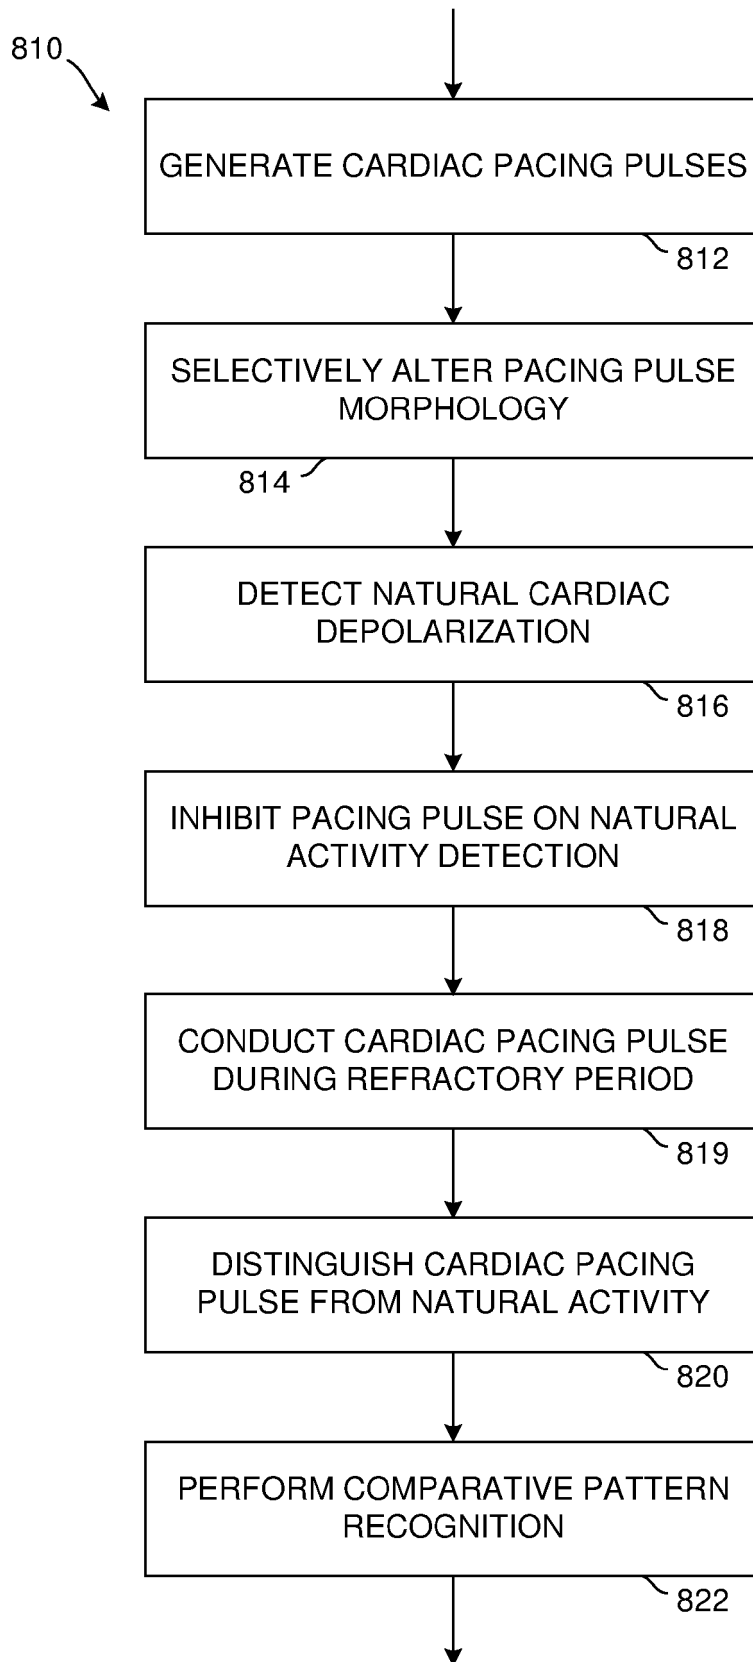 810
GENERATE CARDIAC PACING PULSES
812
SELECTIVELY ALTER PACING PULSE
MORPHOLOGY
814
DETECT NATURAL CARDIAC
DEPOLARIZATION
816
INHIBIT PACING PULSE ON NATURAL
ACTIVITY DETECTION
818
CONDUCT CARDIAC PACING PULSE
DURING REFRACTORY PERIOD
819
DISTINGUISH CARDIAC PACING
PULSE FROM NATURAL ACTIVITY
820
PERFORM COMPARATIVE PATTERN
RECOGNITION
822